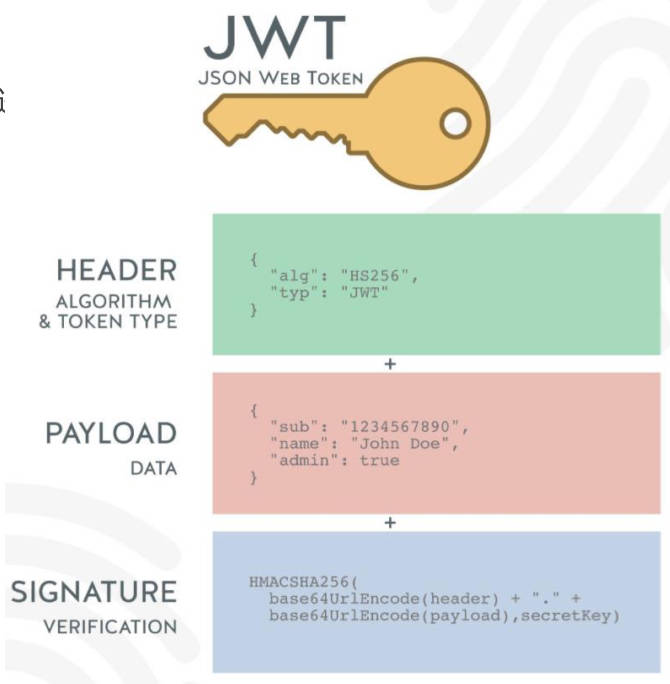 JWT
JSON WEB TOKEN
HEADER
ALGORITHM
& TOKEN TYPE
{
"alg": "HS256",
"typ": "JWT"
}
+
PAYLOAD
DATA
{
"sub": "1234567890",
"name": "John Doe",
"admin": true
}
+
SIGNATURE
VERIFICATION
HMACSHA256(
base64UrlEncode(header) + "." +
base64UrlEncode(payload),secretKey)